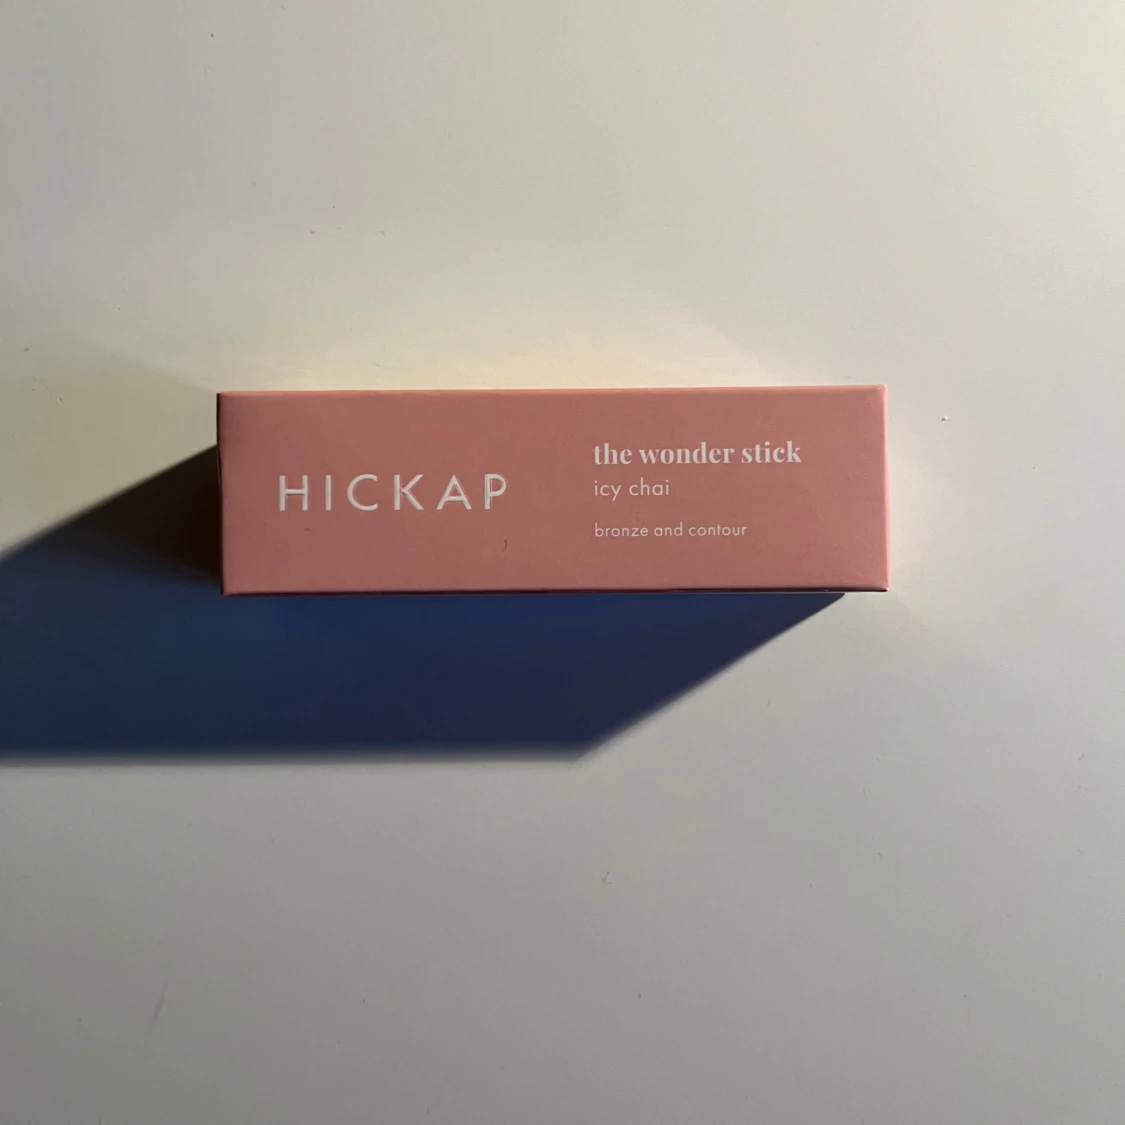 HICKAP
the wonder stick
icy chai
bronze and contour